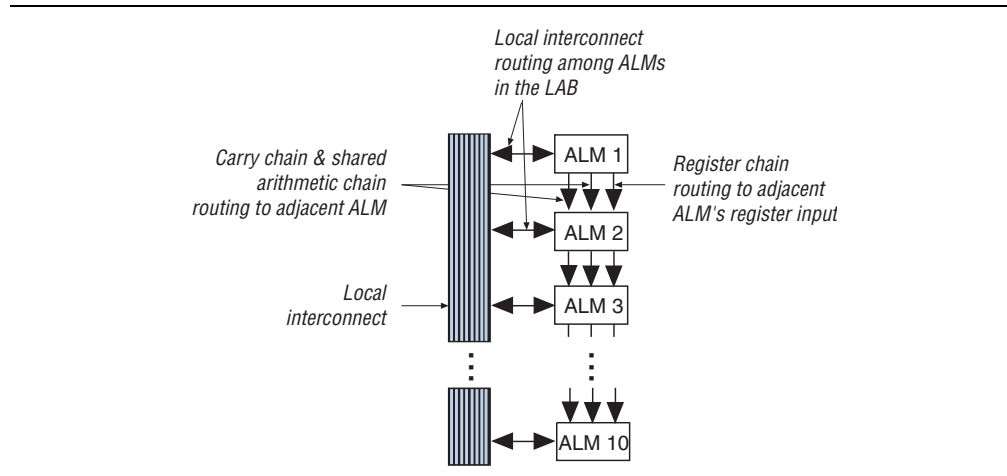 Local interconnect
routing among ALMs
in the LAB
Carry chain & shared
arithmetic chain
routing to adjacent ALM
Register chain
routing to adjacent
ALM's register input
ALM 1
ALM 2
Local
interconnect
ALM 3
ALM 10